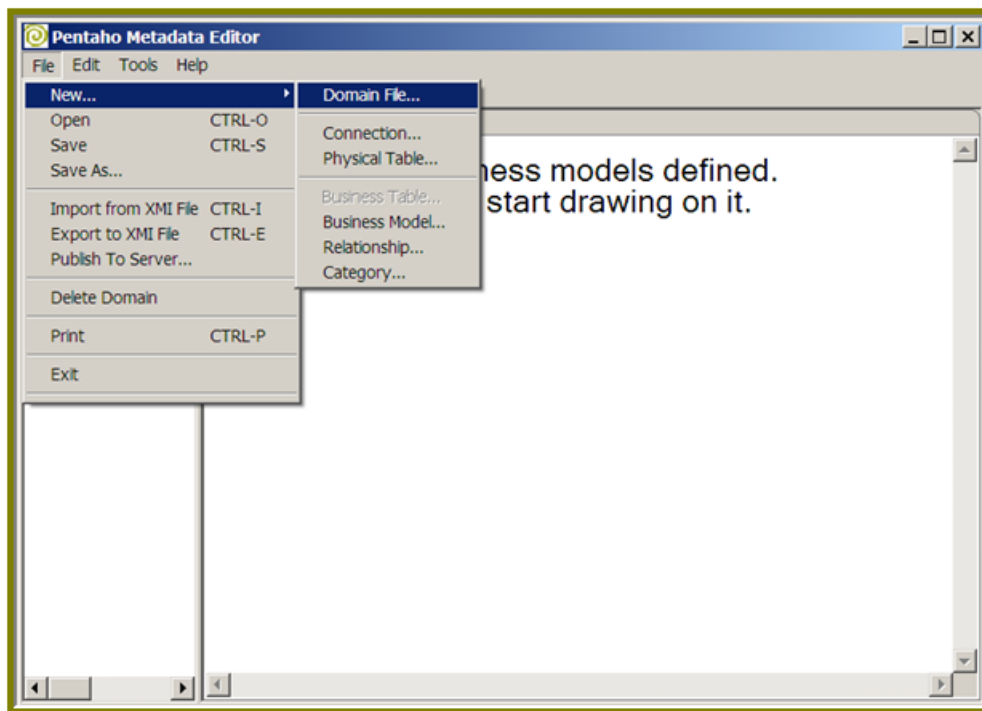 Pentaho Metadata Editor
File Edit Tools Help
New...
Open CTRL-O
Save CTRL-S
Save As...
Import from XMI File CTRL-I
Export to XMI File CTRL-E
Publish To Server...
Delete Domain
Print CTRL-P
Exit
Domain File...
Connection...
Physical Table...
Business Table...
Business Model...
Relationship...
Category...
models defined.
start drawing on it.